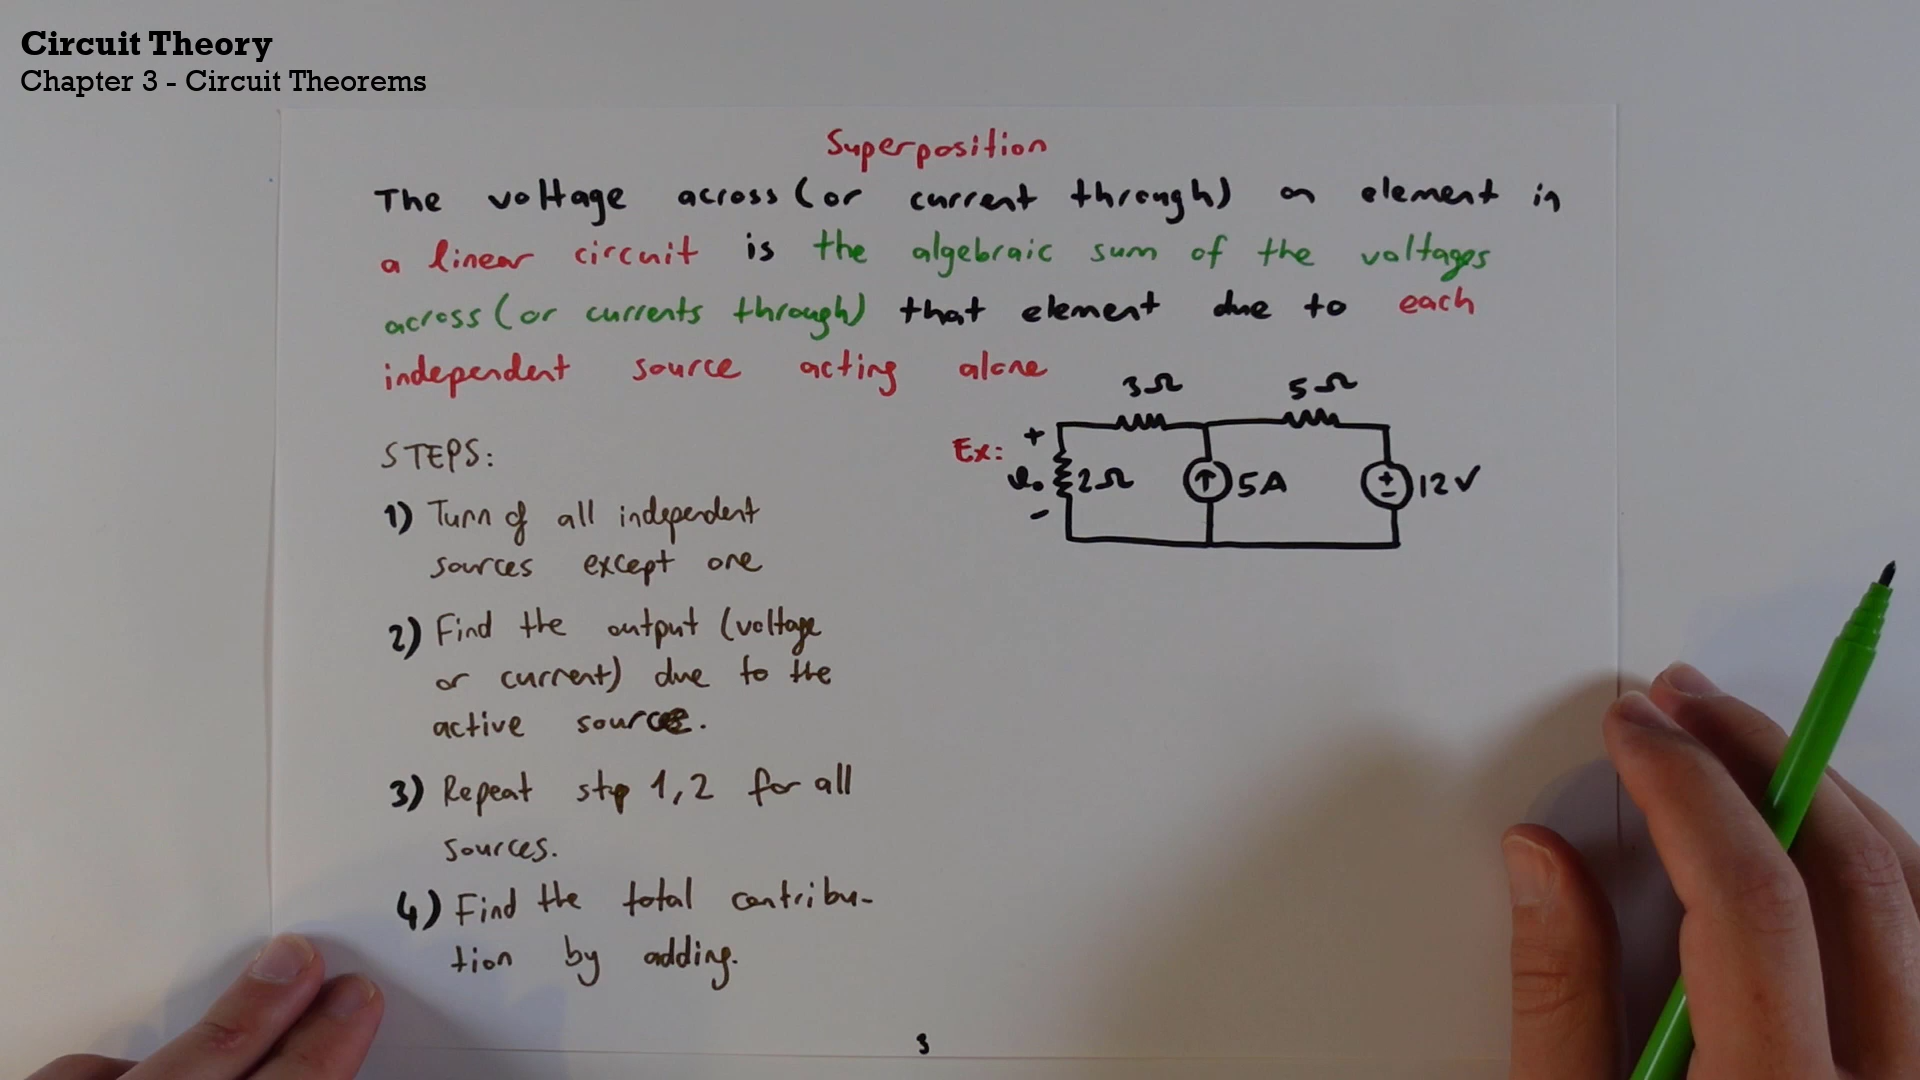 Circuit Theory
Chapter 3 - Circuit Theorems
Superposition
The voltage across (or current through) an element in
a linear circuit is the algebraic sum of the voltages
across (or currents through) that element due to each
independent source acting alone
3Ω 5Ω
Ex: + v₀ - 2Ω 5A + - 12V
STEPS:
1) Turn of all independent
sources except one
2) Find the output (voltage
or current) due to the
active source.
3) Repeat step 1,2 for all
sources.
4) Find the total contribu-
tion by adding.
3